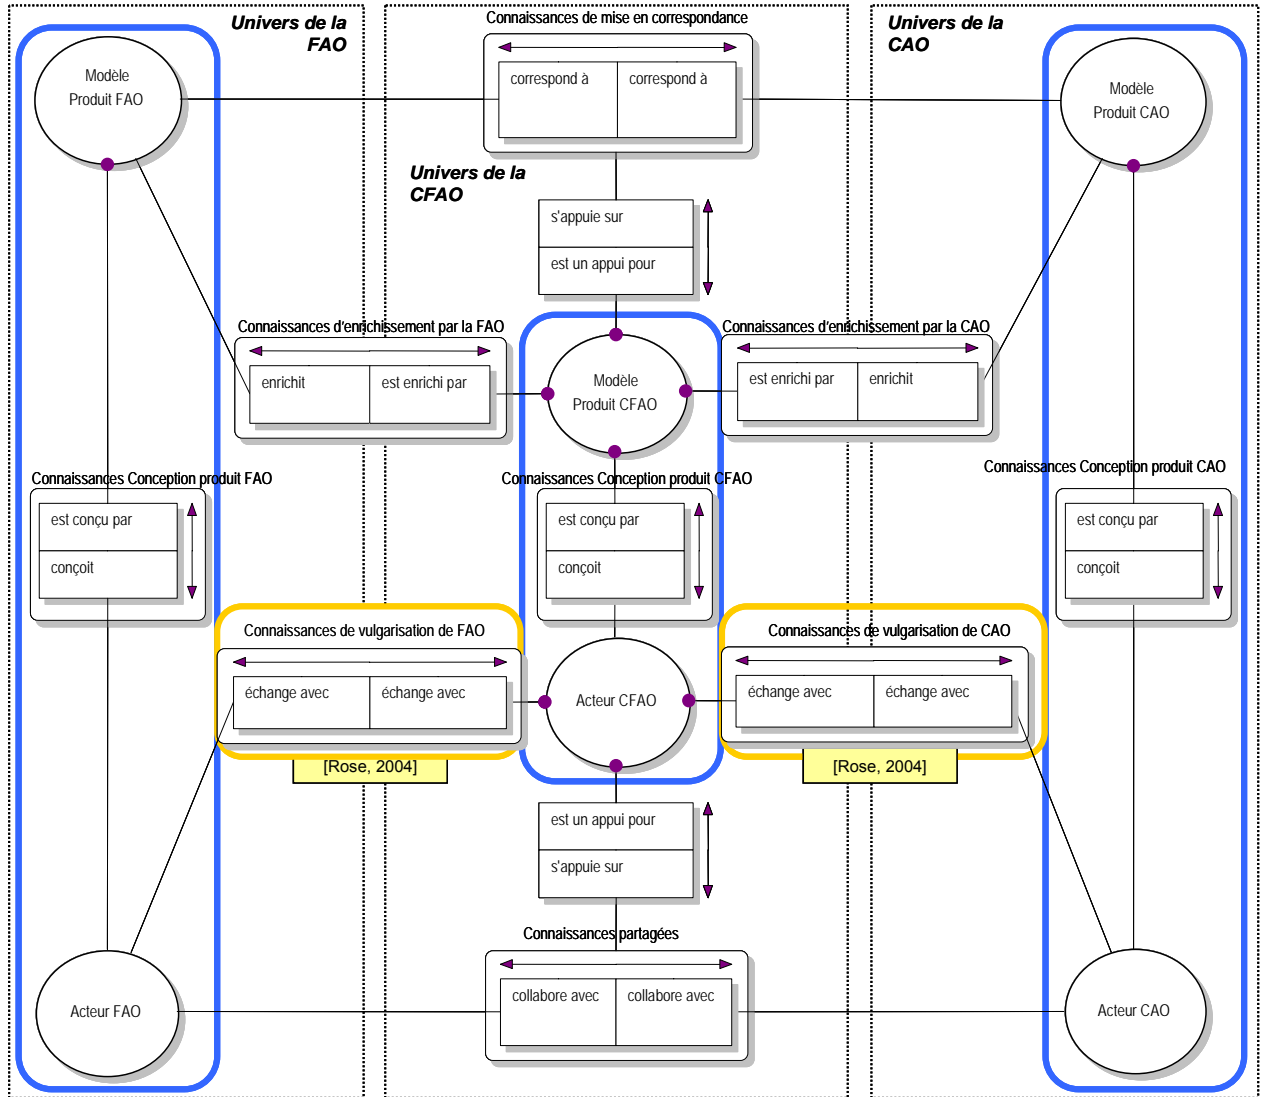 Univers de la
FAO
Connaissances de mise en correspondance
Univers de la
CAO
Modèle
Produit FAO
correspond à
correspond à
Modèle
Produit CAO
Univers de la
CFAO
s'appuie sur
est un appui pour
Connaissances d'enrichissement par la FAO
Connaissances d'enrichissement par la CAO
enrichit
est enrichi par
Modèle
Produit CFAO
est enrichi par
enrichit
Connaissances Conception produit FAO
Connaissances Conception produit CFAO
Connaissances Conception produit CAO
est conçu par
conçoit
est conçu par
conçoit
est conçu par
conçoit
Connaissances de vulgarisation de FAO
Connaissances de vulgarisation de CAO
échange avec
échange avec
Acteur CFAO
échange avec
échange avec
[Rose, 2004]
[Rose, 2004]
est un appui pour
s'appuie sur
Connaissances partagées
Acteur FAO
collabore avec
collabore avec
Acteur CAO